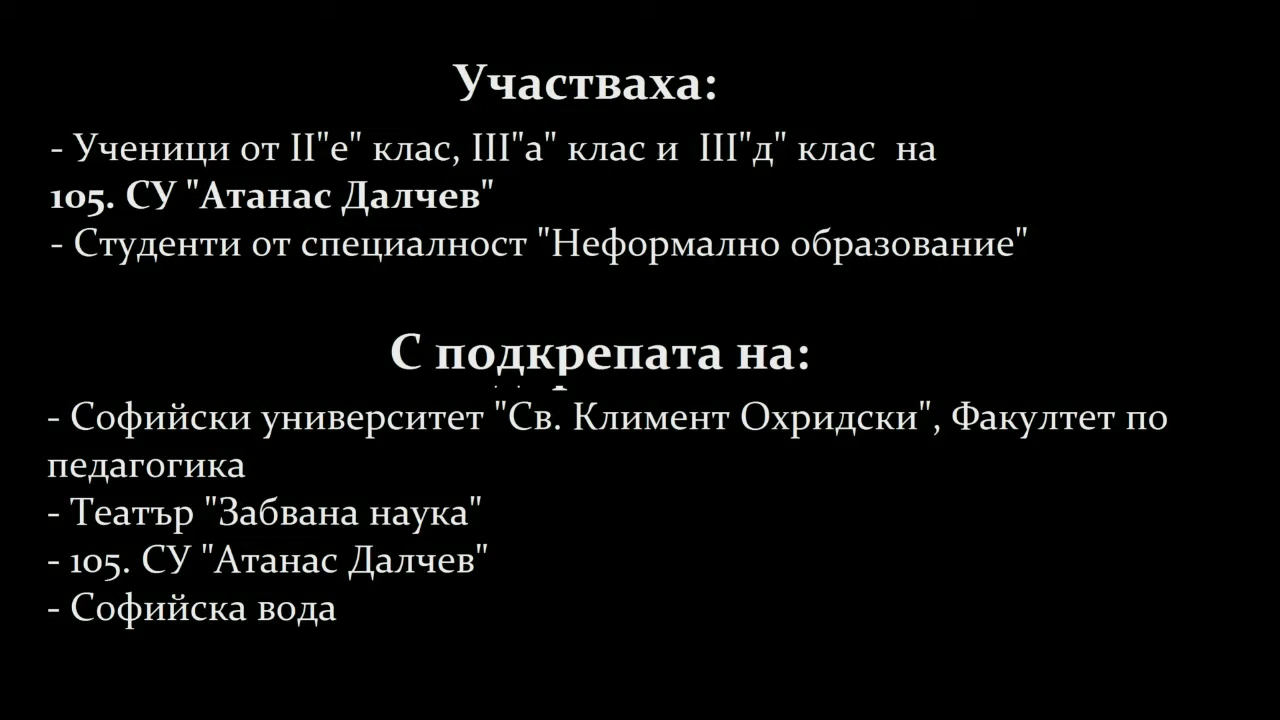 Участваха:
- Ученици от II"е" клас, III"а" клас и III"д" клас на
105. СУ "Атанас Далчев"
- Студенти от специалност "Неформално образование"
С подкрепата на:
- Софийски университет "Св. Климент Охридски", Факултет по
педагогика
- Театър "Забвана наука"
- 105. СУ "Атанас Далчев"
- Софийска вода